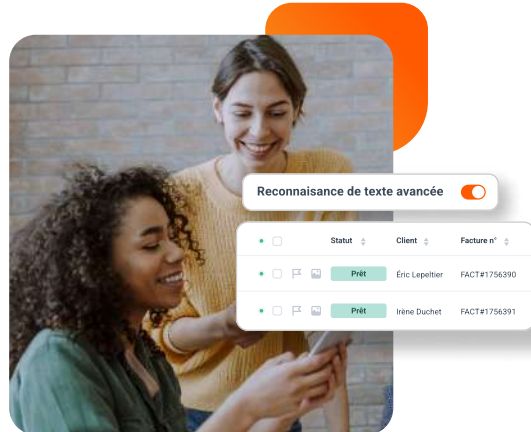 Reconnaisance de texte avancée
Statut Client Facture n°
Prêt Éric Lepeltier FACT#1756390
Prêt Irène Duchet FACT#1756391